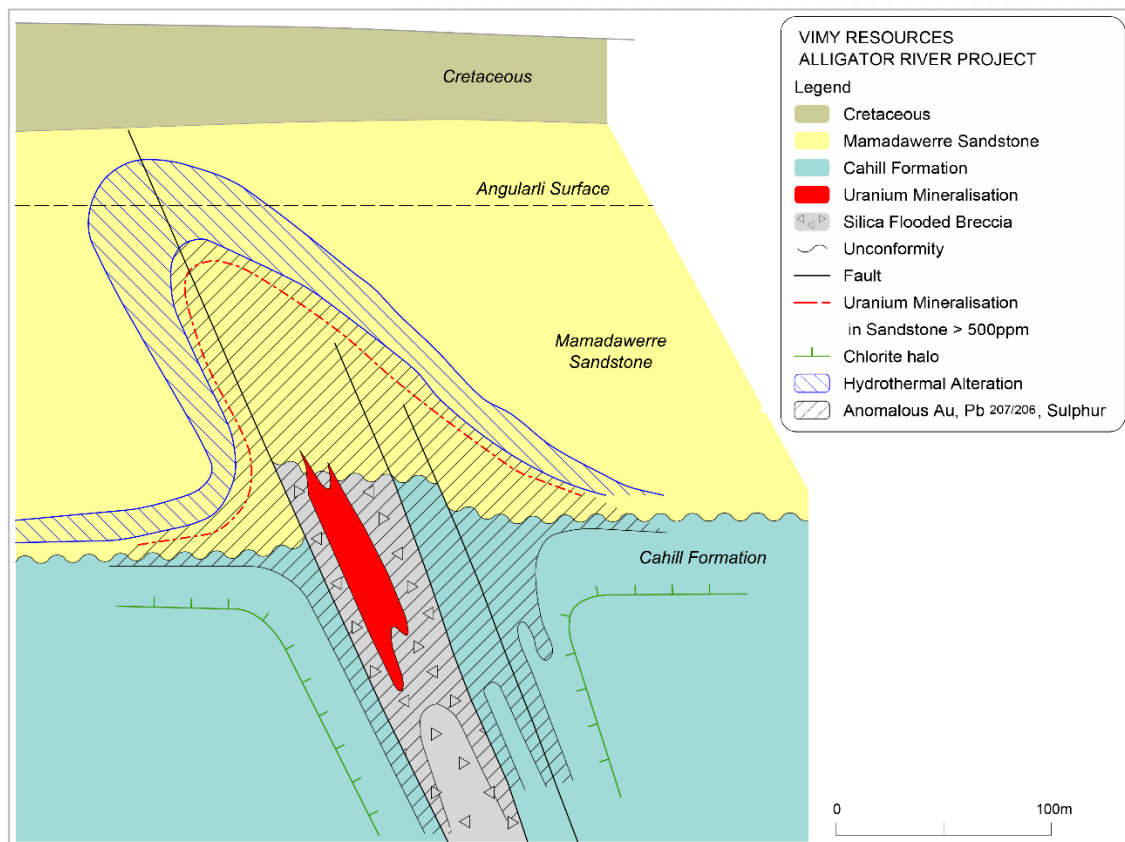 Cretaceous
Angularli Surface
Mamadawerre
Sandstone
Cahill Formation
VIMY RESOURCES
ALLIGATOR RIVER PROJECT
Legend
Cretaceous
Mamadawerre Sandstone
Cahill Formation
Uranium Mineralisation
Silica Flooded Breccia
Unconformity
Fault
Uranium Mineralisation
in Sandstone > 500ppm
Chlorite halo
Hydrothermal Alteration
Anomalous Au, Pb 207/206, Sulphur
0 100m